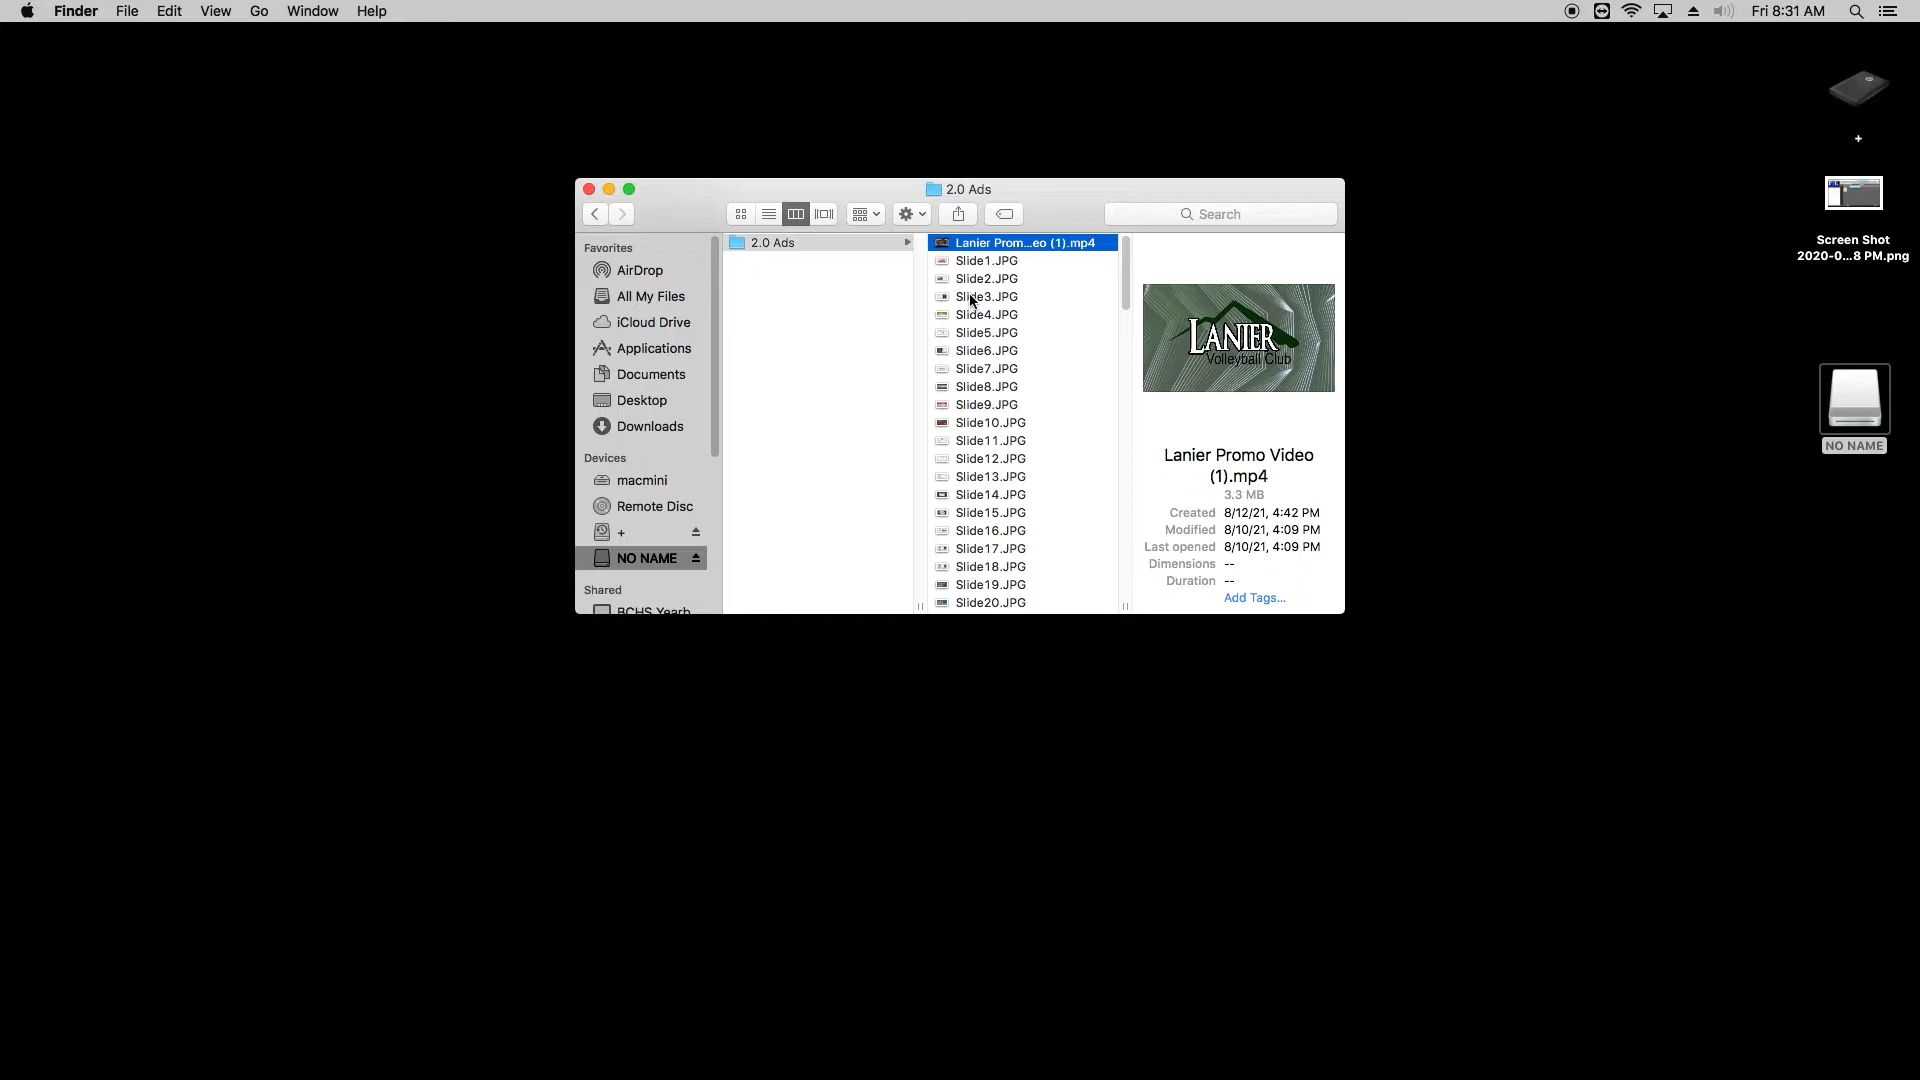 Finder File Edit View Go Window Help
Fri 8:31 AM
2.0 Ads
Search
Favorites
AirDrop
All My Files
iCloud Drive
Applications
Documents
Desktop
Downloads
Devices
macmini
Remote Disc
+
NO NAME
Shared
BCHS Yearb
2.0 Ads
Lanier Prom...eo (1).mp4
Slide1.JPG
Slide2.JPG
Slide3.JPG
Slide4.JPG
Slide5.JPG
Slide6.JPG
Slide7.JPG
Slide8.JPG
Slide9.JPG
Slide10.JPG
Slide11.JPG
Slide12.JPG
Slide13.JPG
Slide14.JPG
Slide15.JPG
Slide16.JPG
Slide17.JPG
Slide18.JPG
Slide19.JPG
Slide20.JPG
LANIER
Volleyball Club
Lanier Promo Video
(1).mp4
3.3 MB
Created 8/12/21, 4:42 PM
Modified 8/10/21, 4:09 PM
Last opened 8/10/21, 4:09 PM
Dimensions --
Duration --
Add Tags...
+
Screen Shot
2020-0...8 PM.png
NO NAME